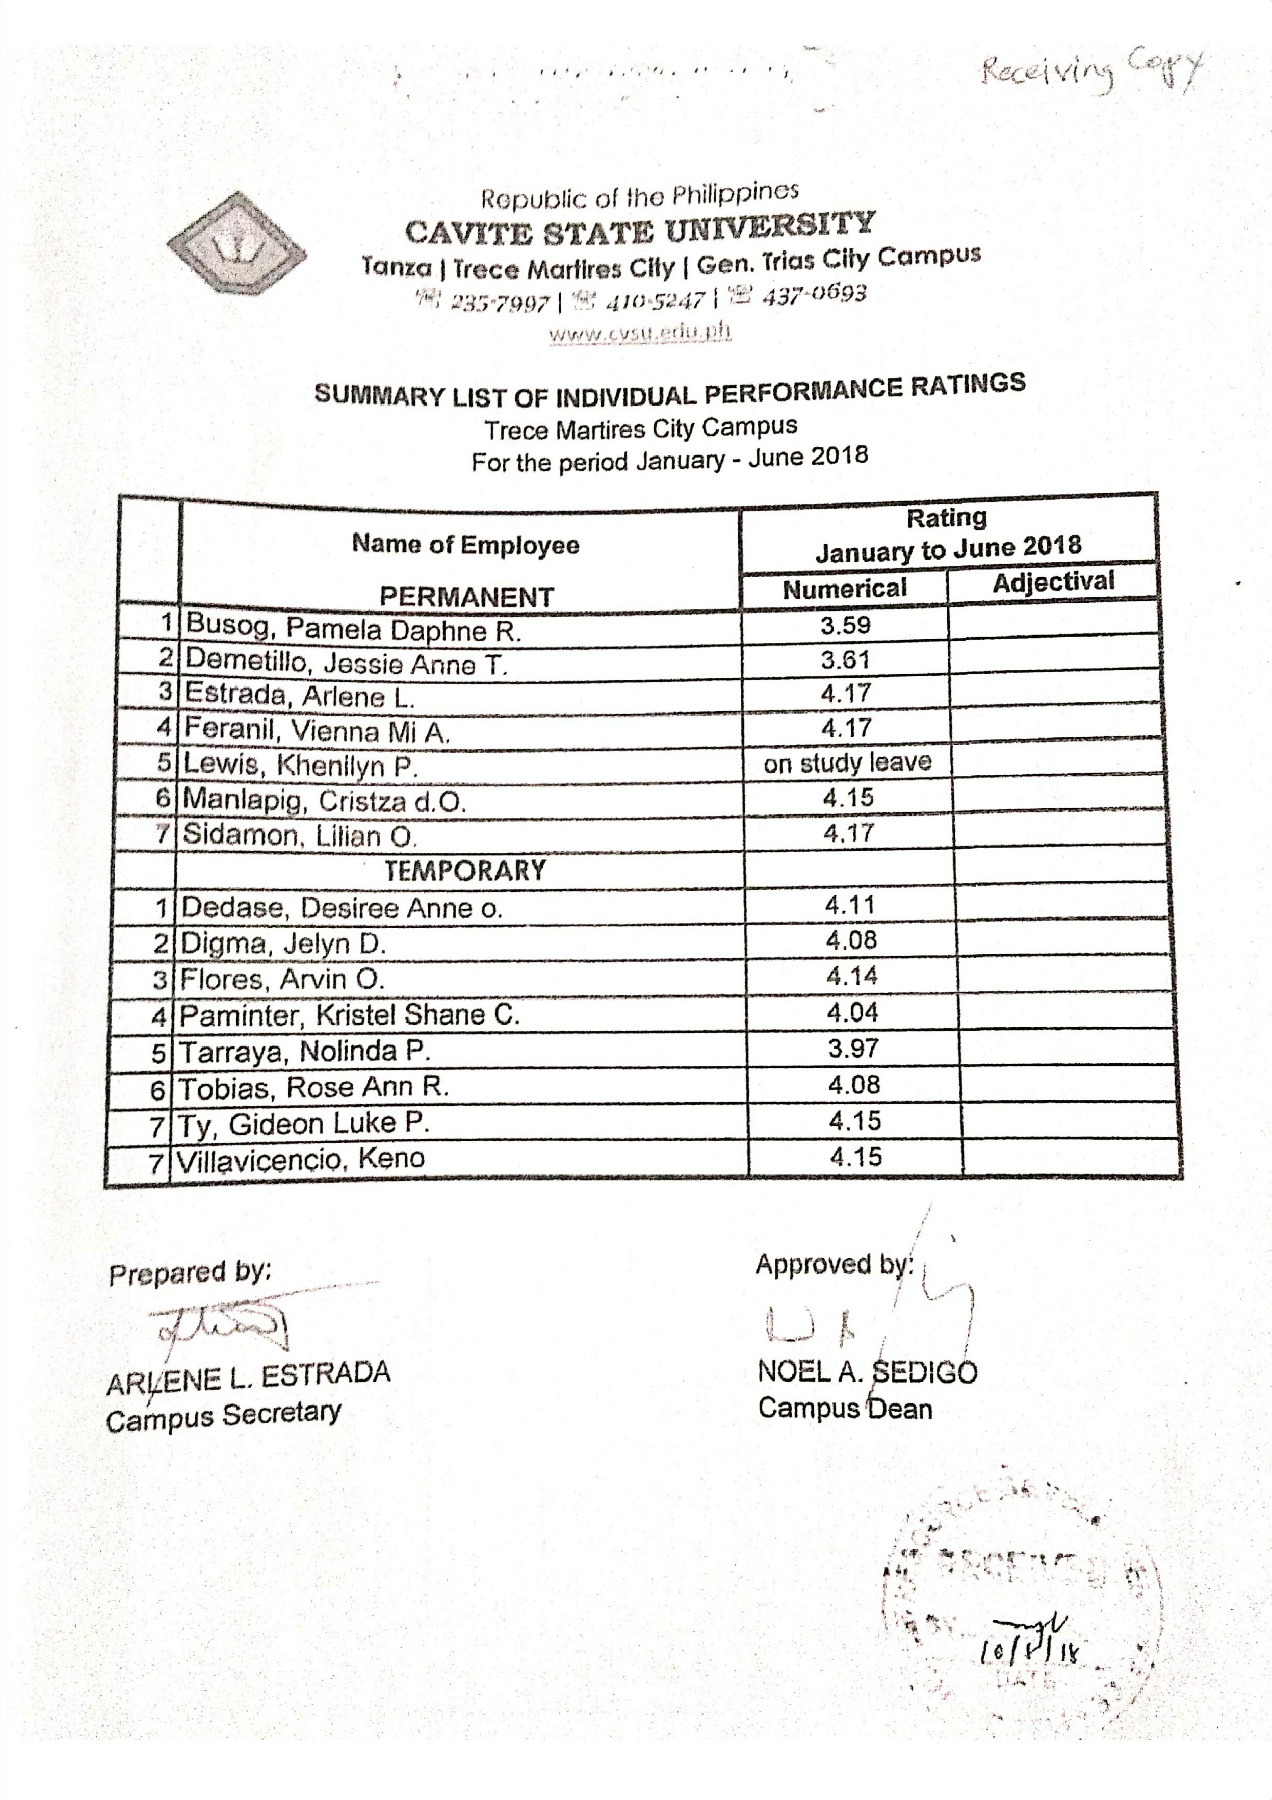 Receiving Copy
Republic of the Philippines
CAVITE STATE UNIVERSITY
Tanza | Trece Martires City | Gen. Trias City Campus
☎ 235-7997 | ☎ 410-5247 | ☎ 437-0693
www.cvsu.edu.ph
SUMMARY LIST OF INDIVIDUAL PERFORMANCE RATINGS
Trece Martires City Campus
For the period January - June 2018
Name of Employee
Rating
January to June 2018
PERMANENT Numerical Adjectival
1 Busog, Pamela Daphne R. 3.59
2 Demetillo, Jessie Anne T. 3.61
3 Estrada, Arlene L. 4.17
4 Feranil, Vienna Mi A. 4.17
5 Lewis, Khenilyn P. on study leave
6 Manlapig, Cristza d.O. 4.15
7 Sidamon, Lilian O. 4.17
TEMPORARY
1 Dedase, Desiree Anne o. 4.11
2 Digma, Jelyn D. 4.08
3 Flores, Arvin O. 4.14
4 Paminter, Kristel Shane C. 4.04
5 Tarraya, Nolinda P. 3.97
6 Tobias, Rose Ann R. 4.08
7 Ty, Gideon Luke P. 4.15
7 Villavicencio, Keno 4.15
Prepared by:
ARLENE L. ESTRADA
Campus Secretary
Approved by:
NOEL A. SEDIGO
Campus Dean
RECEIVED
DATE